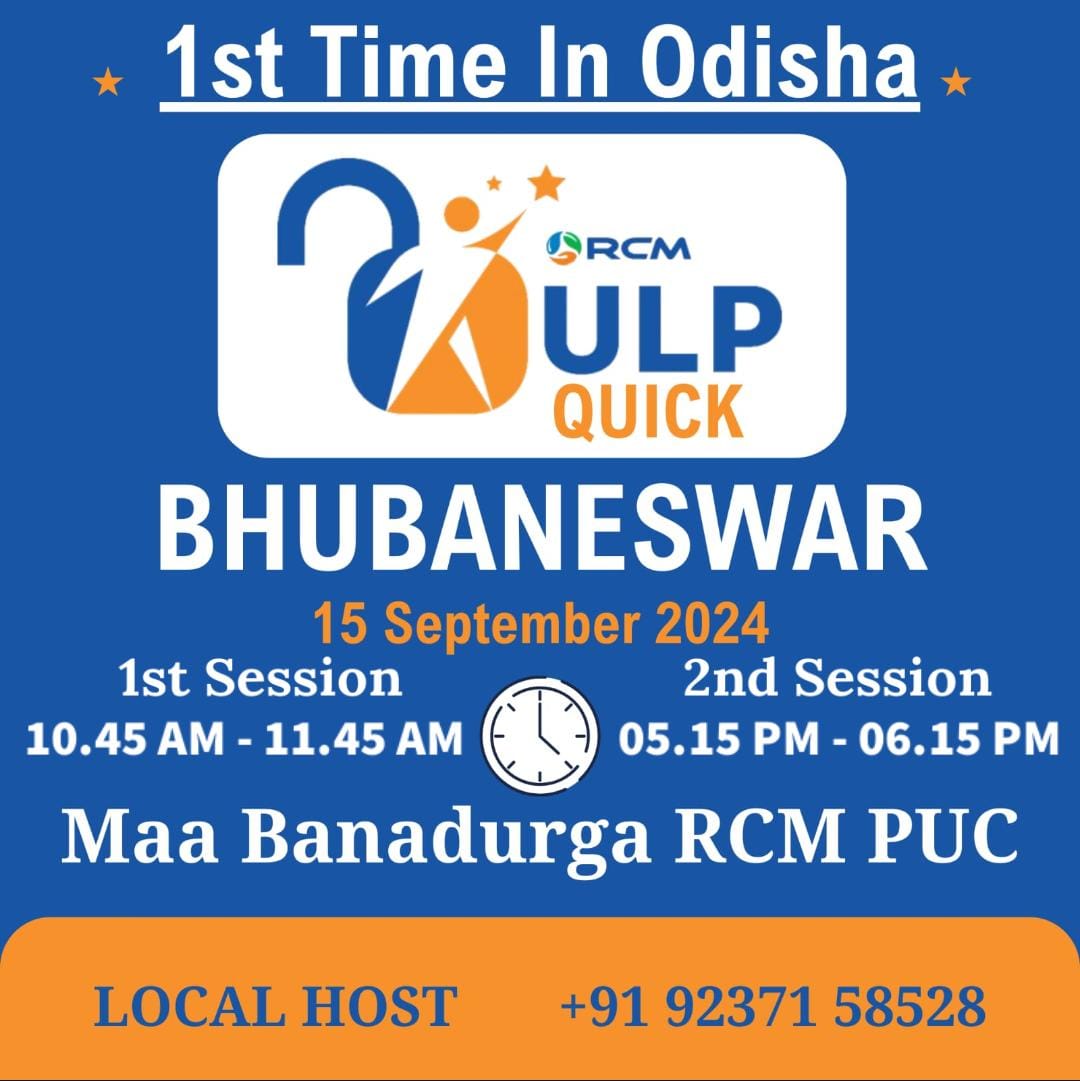 1st Time In Odisha
RCM
ULP
QUICK
BHUBANESWAR
15 September 2024
1st Session
10.45 AM - 11.45 AM
2nd Session
05.15 PM - 06.15 PM
Maa Banadurga RCM PUC
LOCAL HOST +91 92371 58528